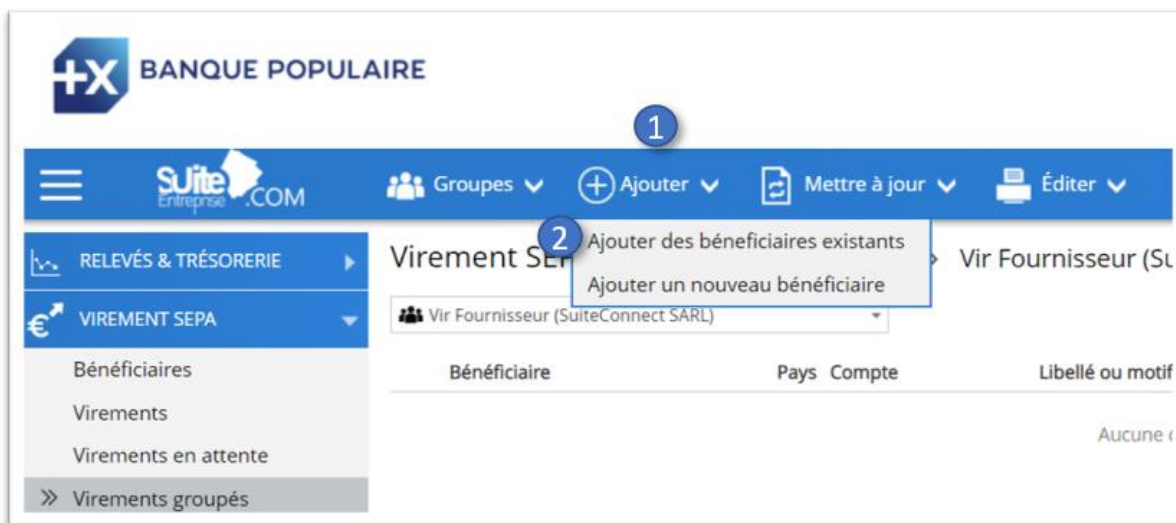 +X BANQUE POPULAIRE
1
SUite Entreprise .COM
Groupes
Ajouter
Mettre à jour
Éditer
2
Ajouter des béneficiaires existants
Ajouter un nouveau bénéficiaire
RELEVÉS & TRÉSORERIE
VIREMENT SEPA
Bénéficiaires
Virements
Virements en attente
Virements groupés
Virement SEP
Vir Fournisseur (Su
Vir Fournisseur (SuiteConnect SARL)
Bénéficiaire
Pays
Compte
Libellé ou motif
Aucune